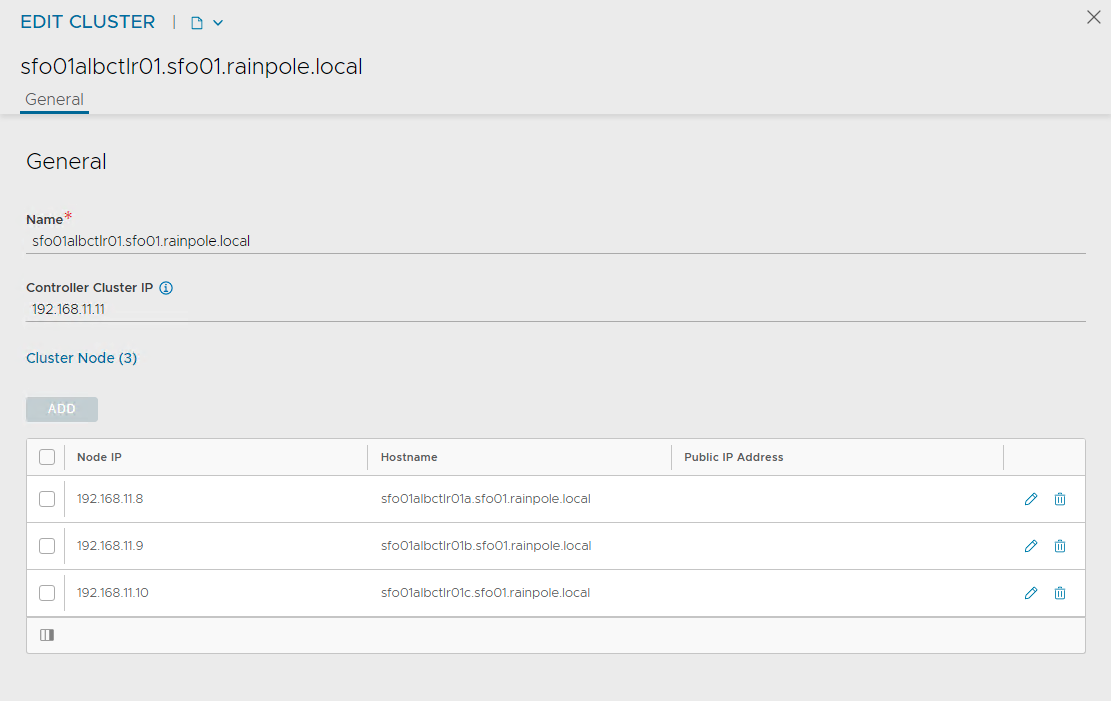 EDIT CLUSTER
sfo01albctlr01.sfo01.rainpole.local
General
General
Name*
sfo01albctlr01.sfo01.rainpole.local
Controller Cluster IP
192.168.11.11
Cluster Node (3)
ADD
Node IP Hostname Public IP Address
192.168.11.8 sfo01albctlr01a.sfo01.rainpole.local
192.168.11.9 sfo01albctlr01b.sfo01.rainpole.local
192.168.11.10 sfo01albctlr01c.sfo01.rainpole.local